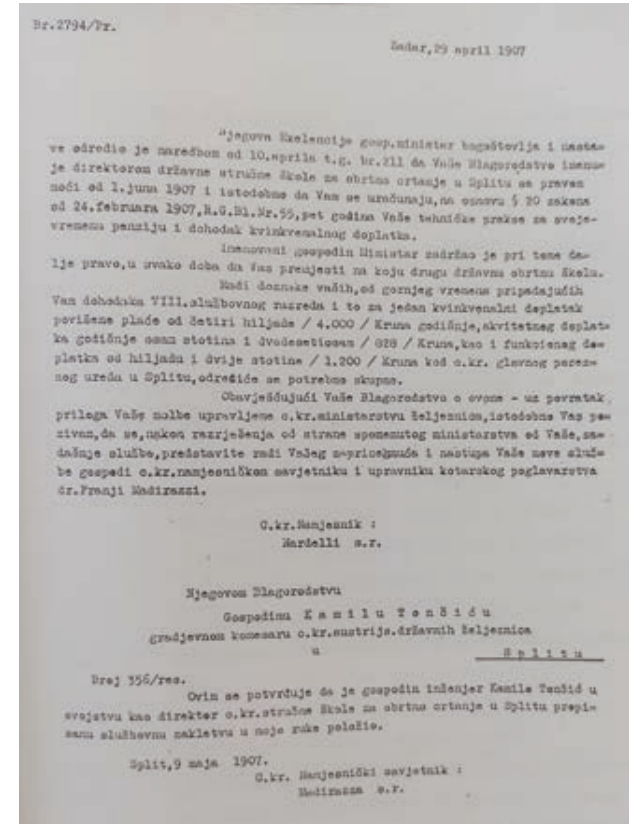 Br.2794/Pr.
Zadar,29 april 1907
"jegova Ekselencija gosp.minister bogoštovlja i nasta=
ve odredio je naredbom od 10.aprila t.g. br.211 da Vaše Blagorodstvo imenu=
je direktorom državne stručne škole za obrtno crtanje u Splitu sa pravom
moći od 1.juna 1907 i istodobno da Vam se uračunaju,na osnovu § 20 zakona
od 24.februara 1907,R.G.Bl.Nr.55,pet godina Vaše tehničke prakse za svoje=
vremenu penziju i dohodak kvinkvenalnog doplatka.
Imenovani gospodin Ministar zadržao je pri tome da=
lje pravo,u svako doba da Vas premjesti na koju drugu državnu obrtnu školu.
Radi doznake vaših,od gornjeg vremena pripadajućih
Vam dohodaka VIII.službovnog razreda i to za jedan kvinkvenalni doplatak
povišene plaće od četiri hiljade / 4.000 / Kruna godišnje,akvitetnog doplat=
ka godišnje osam stotina i dvadesetiosam / 828 / Kruna,kao i funkcionog do=
platka od hiljadu i dvije stotine / 1.200 / Kruna kod c.kr. glavnog porez=
nog ureda u Splitu,odrediće se potrebno skupno.
Obavješćujući Vaše Blagorodstvo o ovome - uz povratak
priloga Vaše molbe upravljene c.kr.ministarstvu željeznica,istodobno Vas po=
zivam,da se,nakon razrješenja od strane spomenutog ministarstva od Vaše,sa=
dašnje službe,predstavite radi Vašeg i nastupa Vaše nove služ=
be gospodi c.kr.namjesničkom savjetniku i upravniku kotarskog poglavarstva
dr.Franji Madirazzi.
C.kr.Namjesnik :
Nardelli s.r.
Njegovom Blagorodstvu
Gospodinu K a m i l u T o n č i ć u
gradjevnom komesaru c.kr.austrijs.državnih željeznica
u S p l i t u
Broj 356/res.
Ovim se potvrđuje da je gospodin inženjer Kamilo Tončić u
svojstvu kao direktor c.kr.stručne škole za obrtno crtanje u Splitu propi=
sanu službovnu zakletvu u moje ruke položio.
Split,9 maja 1907.
C.kr. Namjesnički savjetnik :
Madirazza s.r.